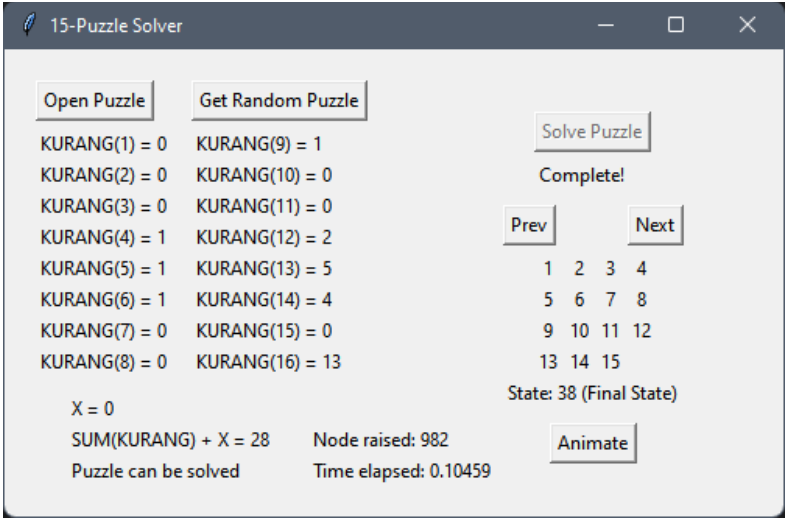 15-Puzzle Solver
Open Puzzle Get Random Puzzle
KURANG(1) = 0 KURANG(9) = 1
KURANG(2) = 0 KURANG(10) = 0
KURANG(3) = 0 KURANG(11) = 0
KURANG(4) = 1 KURANG(12) = 2
KURANG(5) = 1 KURANG(13) = 5
KURANG(6) = 1 KURANG(14) = 4
KURANG(7) = 0 KURANG(15) = 0
KURANG(8) = 0 KURANG(16) = 13
X = 0
SUM(KURANG) + X = 28
Puzzle can be solved
Node raised: 982
Time elapsed: 0.10459
Solve Puzzle
Complete!
Prev Next
1 2 3 4
5 6 7 8
9 10 11 12
13 14 15
State: 38 (Final State)
Animate